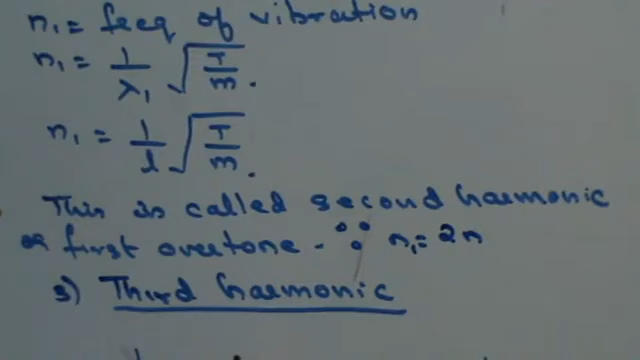 n₁ = freq of vibration
n₁ = 1/λ₁ √(T/m).
n₁ = 1/l √(T/m).
This is called second harmonic
or first overtone. ∵ n₁ = 2n
3) Third harmonic